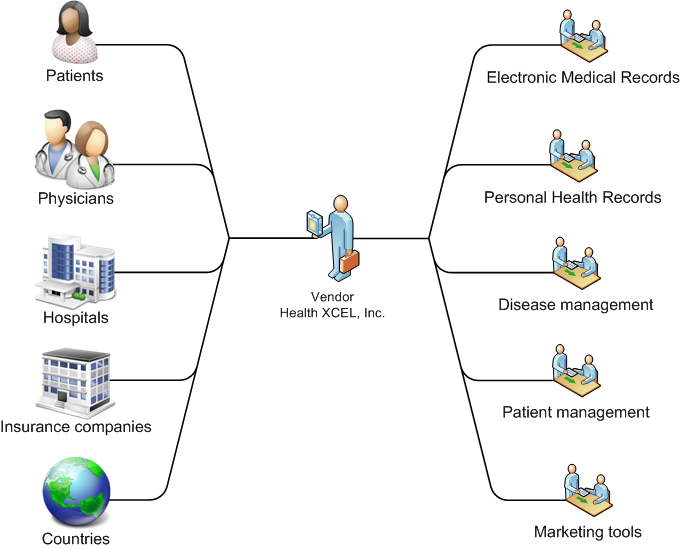 Patients
Physicians
Hospitals
Insurance companies
Countries
Vendor
Health XCEL, Inc.
Electronic Medical Records
Personal Health Records
Disease management
Patient management
Marketing tools